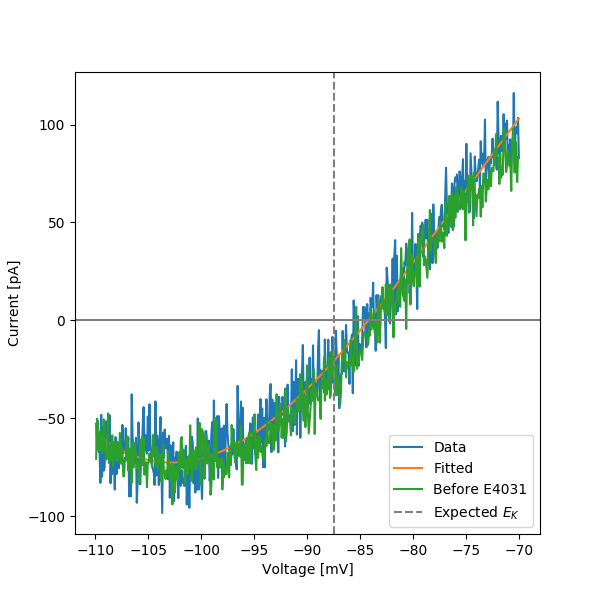 100
50
0
−50
−100
Current [pA]
−110 −105 −100 −95 −90 −85 −80 −75 −70
Voltage [mV]
Data
Fitted
Before E4031
Expected E_K